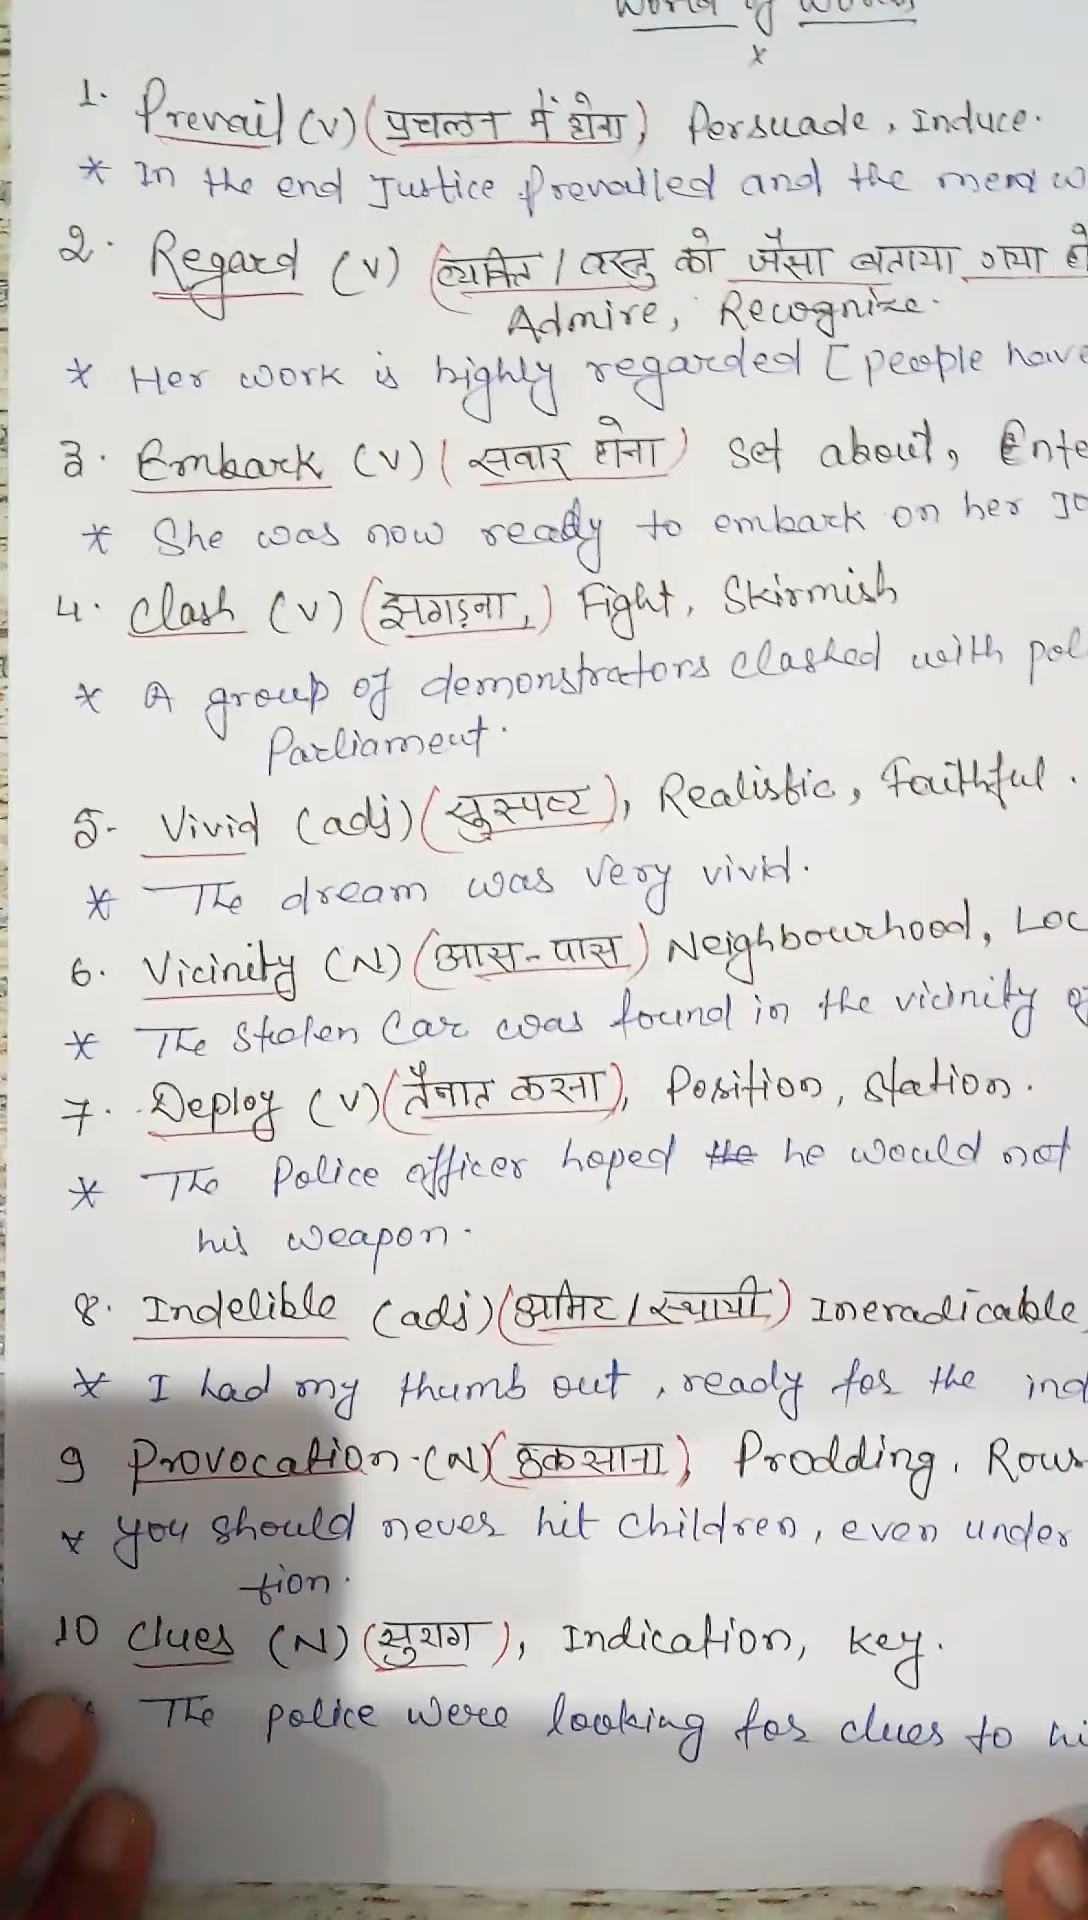 World of Words
x
1. Prevail (V) (प्रचलन में होना) Persuade, Induce.
* In the end Justice Prevailed and the men w
2. Regard (V) (व्यक्ति / वस्तु को जैसा बताया गया हो
Admire, Recognize.
* Her work is highly regarded [people have
3. Embark (V) (सवार होना) Set about, Ente
* She was now ready to embark on her Jo
4. Clash (V) (झगड़ना,) Fight, Skirmish
* A group of demonstrators clashed with pol
Parliament.
5- Vivid (adj) (सुस्पष्ट), Realistic, Faithful.
* The dream was very vivid.
6. Vicinity (N) (आस-पास) Neighbourhood, Loc
* The Stolen Car was found in the vicinity of
7. Deploy (V) (तैनात करना), Position, Station.
* The Police officer hoped he would not
his weapon.
8. Indelible (adj) (अमिट / स्थायी) Ineradicable,
* I had my thumb out, ready for the ind
9 Provocation-(N) (उकसाना), Prodding, Rous
* You should never hit children, even under
tion.
10 Clues (N) (सुराग), Indication, Key.
* The police were looking for clues to hi